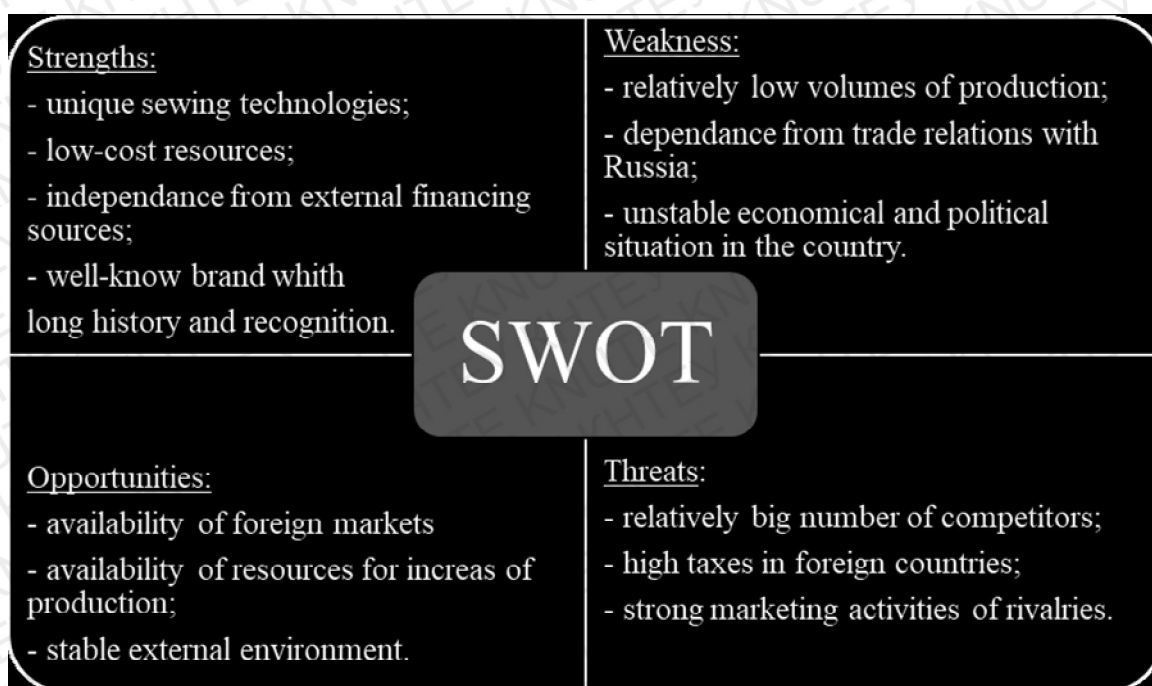 Strengths:
- unique sewing technologies;
- low-cost resources;
- independance from external financing
sources;
- well-know brand whith
long history and recognition.
Weakness:
- relatively low volumes of production;
- dependance from trade relations with
Russia;
- unstable economical and political
situation in the country.
SWOT
Opportunities:
- availability of foreign markets
- availability of resources for increas of
production;
- stable external environment.
Threats:
- relatively big number of competitors;
- high taxes in foreign countries;
- strong marketing activities of rivalries.